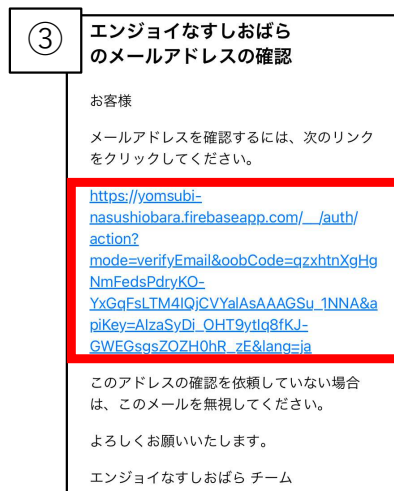 ③
エンジョイなすしおばら
のメールアドレスの確認
お客様
メールアドレスを確認するには、次のリンク
をクリックしてください。
https://yomsubi-
nasushiobara.firebaseapp.com/__/auth/
action?
mode=verifyEmail&oobCode=qzxhtnXgHg
NmFedsPdryKO-
YxGqFsLTM4IQjCVYalAsAAAGSu_1NNA&a
piKey=AIzaSyDi_OHT9ytIq8fKJ-
GWEGsgsZOZH0hR_zE&lang=ja
このアドレスの確認を依頼していない場合
は、このメールを無視してください。
よろしくお願いいたします。
エンジョイなすしおばら チーム